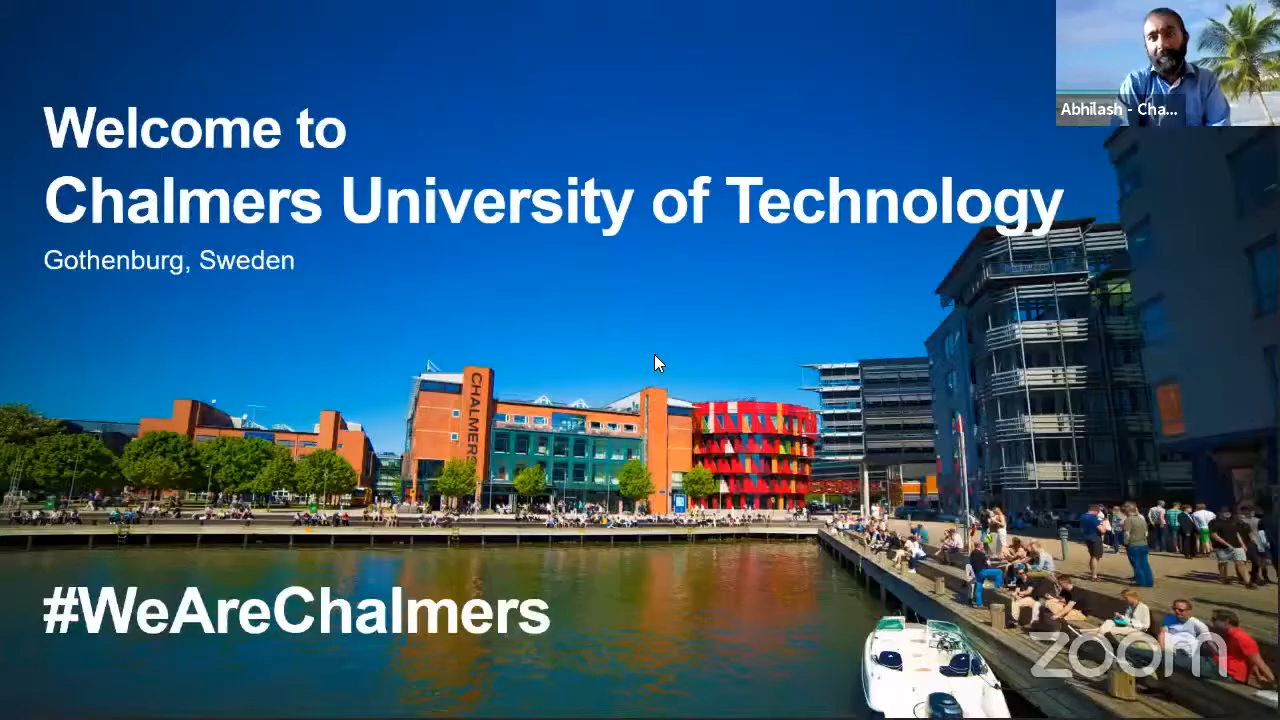 Abhilash - Cha...
Welcome to
Chalmers University of Technology
Gothenburg, Sweden
CHALMERS
#WeAreChalmers
zoom